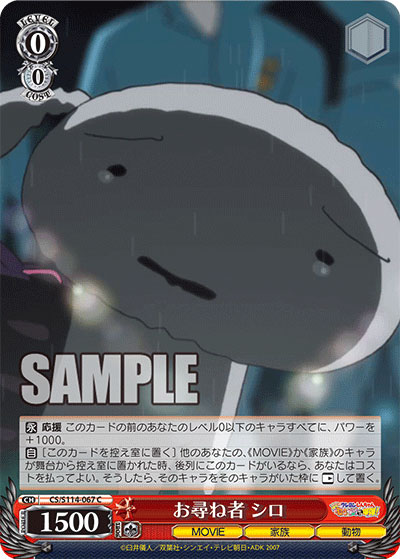 LEVEL
0
0
COST
SAMPLE
永 応援 このカードの前のあなたのレベル0以下のキャラすべてに、パワーを
+1000。
自 [このカードを控え室に置く] 他のあなたの、《MOVIE》か《家族》のキャラ
が舞台から控え室に置かれた時、後列にこのカードがいるなら、あなたはコス
トを払ってよい。そうしたら、そのキャラをそのキャラがいた枠に置して置く。
CH CS/S114-067 C
1500
お尋ね者 シロ
MOVIE 家族 動物
©臼井儀人/双葉社・シンエイ・テレビ朝日・ADK 2007